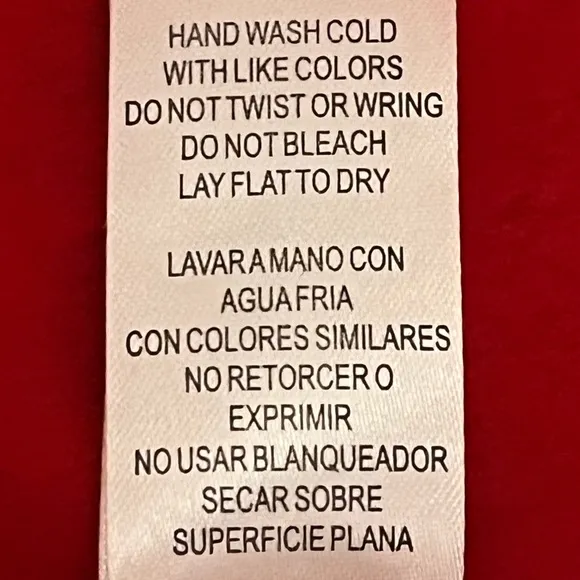 HAND WASH COLD
WITH LIKE COLORS
DO NOT TWIST OR WRING
DO NOT BLEACH
LAY FLAT TO DRY
LAVAR A MANO CON
AGUA FRIA
CON COLORES SIMILARES
NO RETORCER O
EXPRIMIR
NO USAR BLANQUEADOR
SECAR SOBRE
SUPERFICIE PLANA